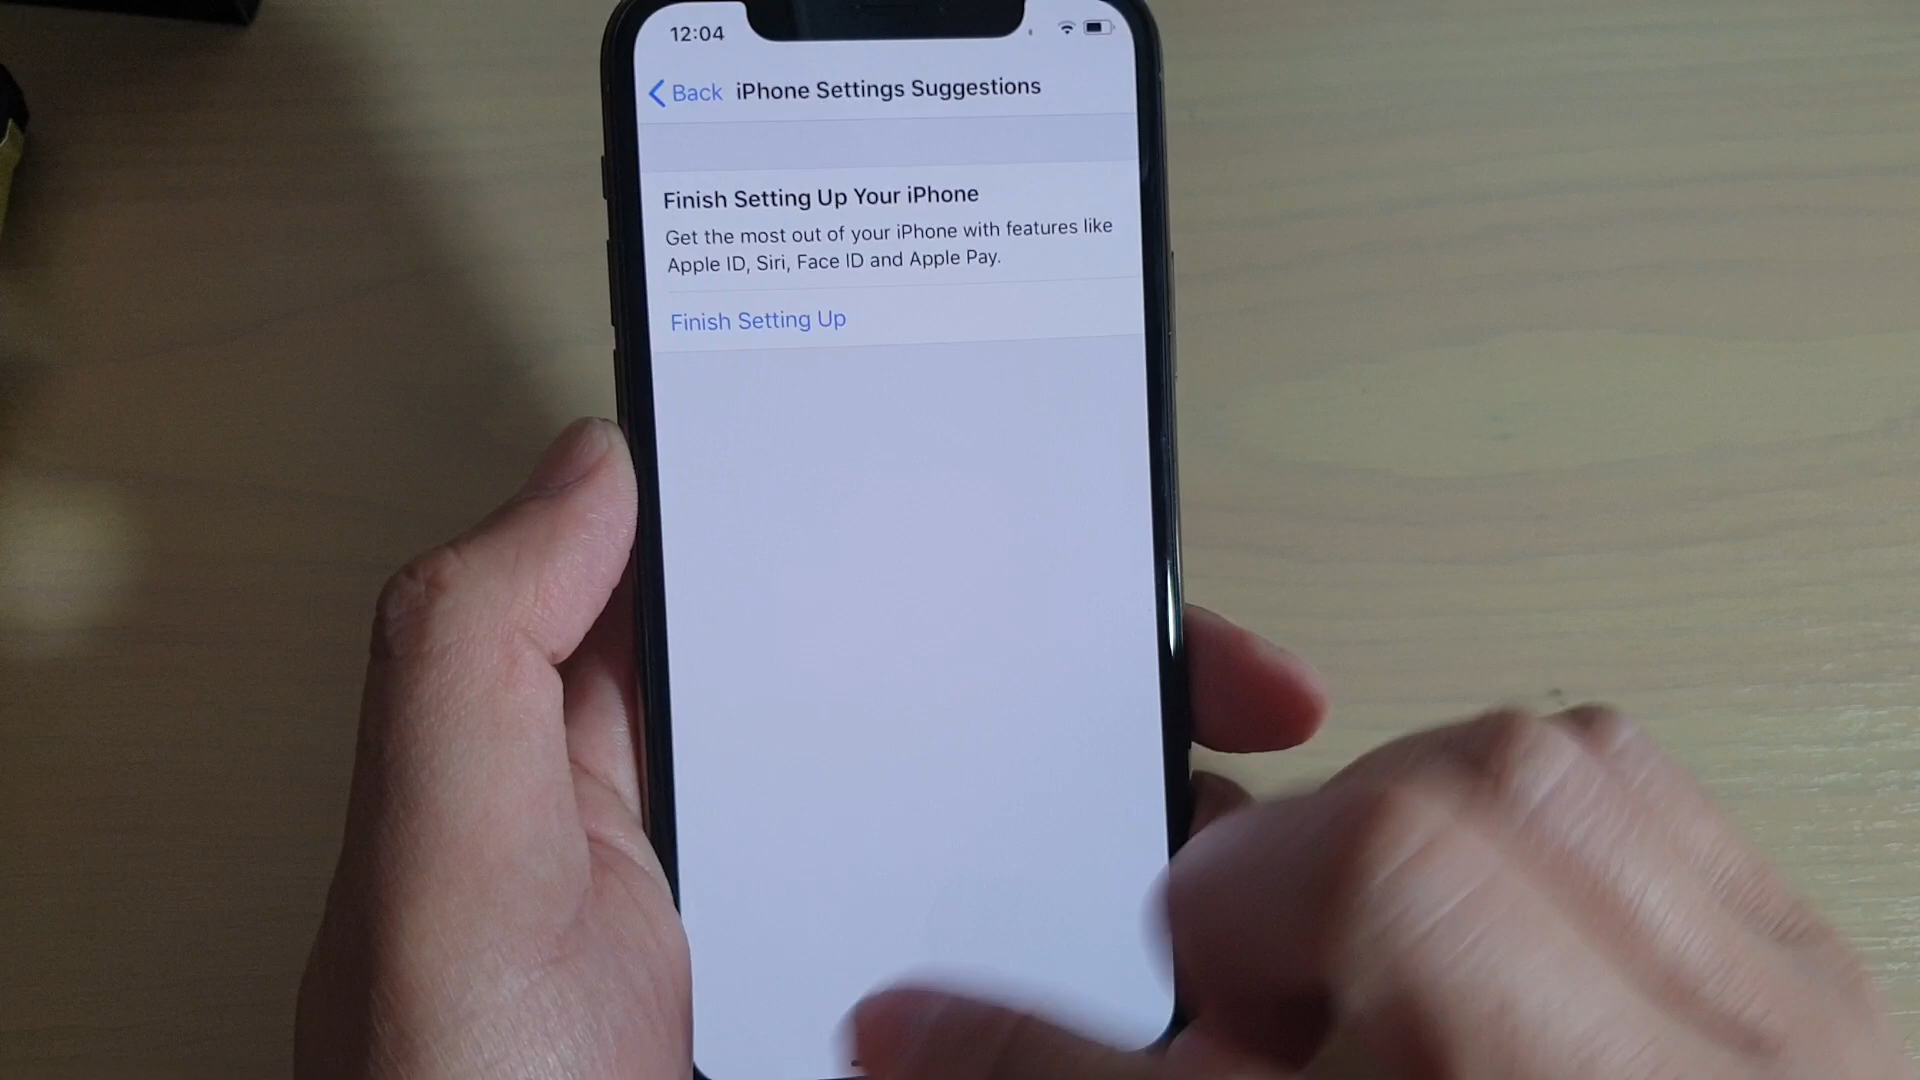 12:04
Back iPhone Settings Suggestions
Finish Setting Up Your iPhone
Get the most out of your iPhone with features like
Apple ID, Siri, Face ID and Apple Pay.
Finish Setting Up